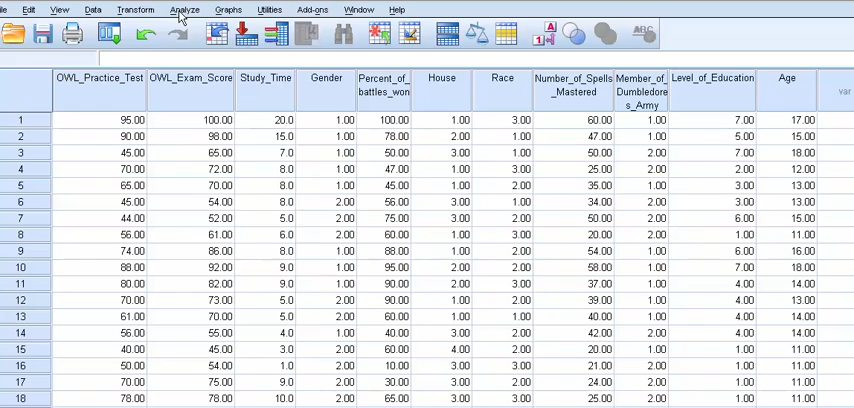 ile Edit View Data Transform Analyze Graphs Utilities Add-ons Window Help
OWL_Practice_Test OWL_Exam_Score Study_Time Gender Percent_of_battles_won House Race Number_of_Spells_Mastered Member_of_Dumbledores_Army Level_of_Education Age var
1 95.00 100.00 20.0 1.00 100.00 1.00 3.00 60.00 1.00 7.00 17.00
2 90.00 98.00 15.0 1.00 78.00 2.00 1.00 47.00 1.00 5.00 15.00
3 45.00 65.00 7.0 1.00 50.00 3.00 1.00 50.00 2.00 7.00 18.00
4 70.00 72.00 8.0 1.00 47.00 1.00 3.00 25.00 2.00 2.00 12.00
5 65.00 70.00 8.0 1.00 45.00 1.00 2.00 35.00 1.00 3.00 13.00
6 45.00 54.00 8.0 2.00 56.00 3.00 1.00 34.00 2.00 3.00 13.00
7 44.00 52.00 5.0 2.00 75.00 3.00 2.00 50.00 2.00 6.00 15.00
8 56.00 61.00 6.0 2.00 60.00 1.00 3.00 20.00 2.00 1.00 11.00
9 74.00 86.00 8.0 1.00 88.00 1.00 2.00 54.00 1.00 6.00 16.00
10 88.00 92.00 9.0 1.00 95.00 2.00 2.00 58.00 1.00 7.00 18.00
11 80.00 82.00 9.0 1.00 90.00 2.00 3.00 37.00 1.00 4.00 14.00
12 70.00 73.00 5.0 2.00 90.00 2.00 1.00 39.00 1.00 4.00 13.00
13 61.00 70.00 5.0 2.00 60.00 1.00 1.00 40.00 1.00 4.00 14.00
14 56.00 55.00 4.0 1.00 40.00 3.00 2.00 42.00 2.00 4.00 14.00
15 40.00 45.00 3.0 2.00 60.00 4.00 2.00 20.00 1.00 1.00 11.00
16 50.00 54.00 1.0 2.00 10.00 3.00 3.00 21.00 2.00 1.00 11.00
17 70.00 75.00 9.0 1.00 30.00 3.00 2.00 24.00 2.00 1.00 11.00
18 78.00 78.00 10.0 2.00 65.00 3.00 3.00 25.00 2.00 1.00 11.00